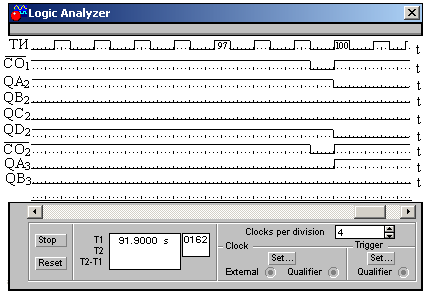 Logic Analyzer
ТИ 97 100 t
CO1 t
QA2 t
QB2 t
QC2 t
QD2 t
CO2 t
QA3 t
QB3 t
Stop
Reset
T1 91.9000 s 0162
T2
T2-T1
Clocks per division 4
Clock
Set...
External Qualifier
Trigger
Set...
Qualifier